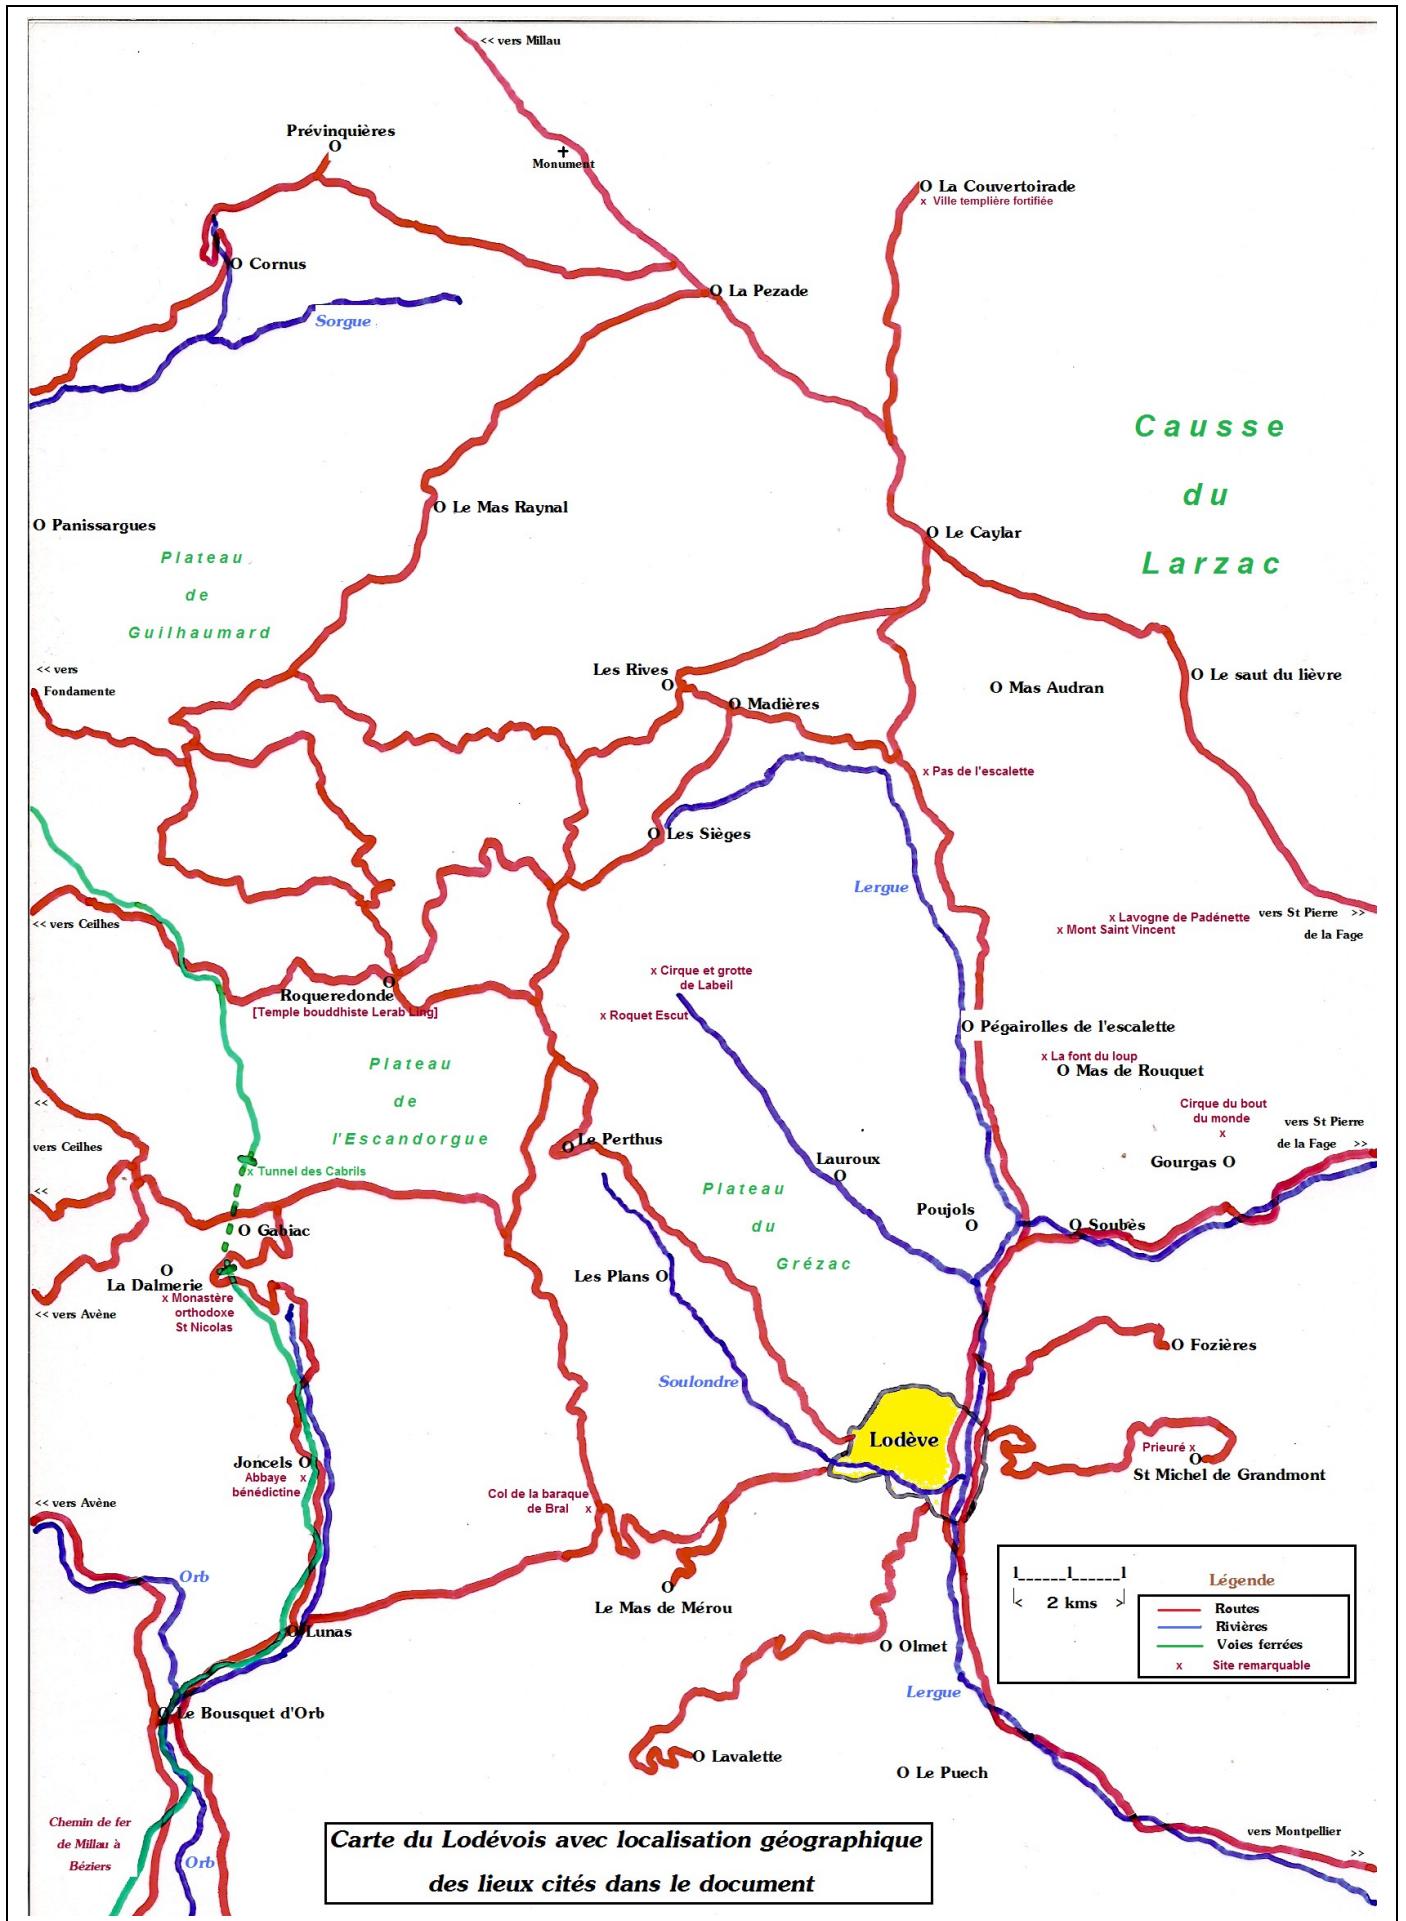 << vers Millau
Prévinquières
O
Monument
O La Couvertoirade
x Ville templière fortifiée
O Cornus
O La Pezade
Sorgue
Causse
du
Larzac
O Le Mas Raynal
O Panissargues
O Le Caylar
Plateau
de
Guilhaumard
<< vers
Fondamente
Les Rives
O
O Le saut du lièvre
O Mas Audran
O Madières
x Pas de l'escalette
O Les Sièges
Lergue
<< vers Ceilhes
x Lavogne de Padénette
vers St Pierre >>
de la Fage
x Mont Saint Vincent
x Cirque et grotte
de Labeil
O
Roqueredonde
[Temple bouddhiste Lerab Ling]
x Roquet Escut
O Pégairolles de l'escalette
x La font du loup
O Mas de Rouquet
Plateau
de
l'Escandorgue
<<
vers Ceilhes
<<
Cirque du bout
du monde
x
vers St Pierre
de la Fage >>
O Le Perthus
Lauroux
O
Gourgas O
x Tunnel des Cabrils
Plateau
du
Grézac
Poujols
O
O Soubès
O Gabiac
O
La Dalmerie
x Monastère
orthodoxe
St Nicolas
Les Plans O
<< vers Avène
O Fozières
Soulondre
Lodève
Prieuré x
O
St Michel de Grandmont
Joncels O
Abbaye x
bénédictine
Col de la baraque
de Bral x
<< vers Avène
Orb
O
Le Mas de Mérou
l______l______l
|< 2 kms >|
Légende
Routes
Rivières
Voies ferrées
x Site remarquable
O Lunas
O Olmet
Lergue
O Le Bousquet d'Orb
O Lavalette
O Le Puech
Chemin de fer
de Millau à
Béziers
Orb
vers Montpellier
>>
Carte du Lodévois avec localisation géographique
des lieux cités dans le document